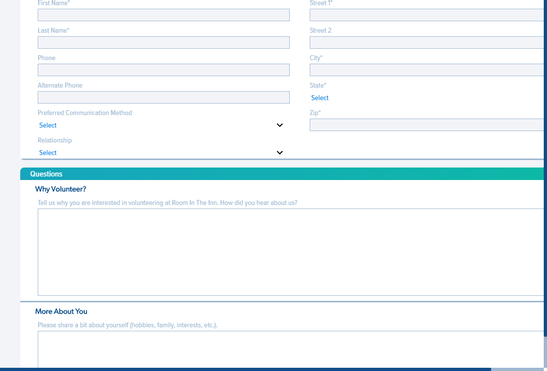 First Name*
Street 1*
Last Name*
Street 2
Phone
City*
Alternate Phone
State*
Select
Preferred Communication Method
Zip*
Select
Relationship
Select
Questions
Why Volunteer?
Tell us why you are interested in volunteering at Room In The Inn. How did you hear about us?
More About You
Please share a bit about yourself (hobbies, family, interests, etc.).